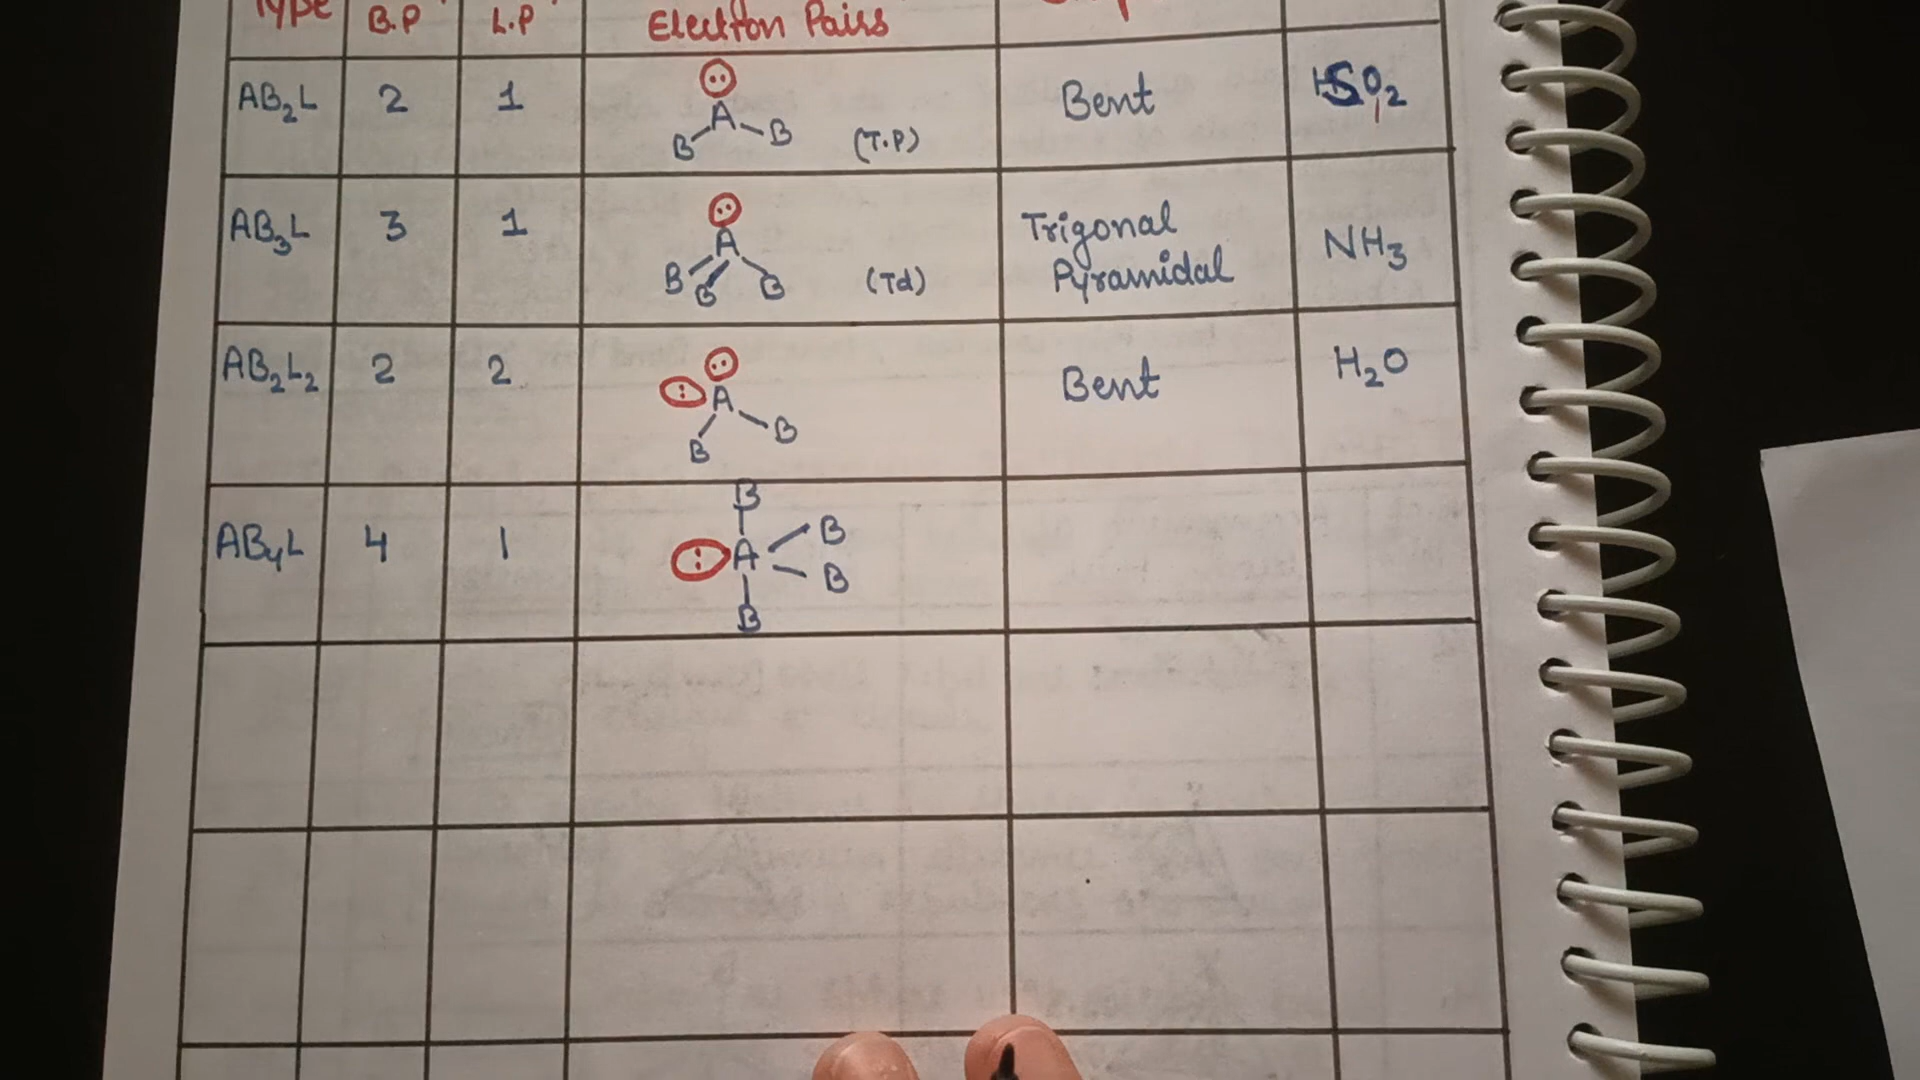 Type B.P L.P Electron Pairs
AB₂L 2 1 A B B (T.P) Bent SO₂
AB₃L 3 1 A B B B (Td) Trigonal Pyramidal NH₃
AB₂L₂ 2 2 A B B Bent H₂O
AB₄L 4 1 B A B B B